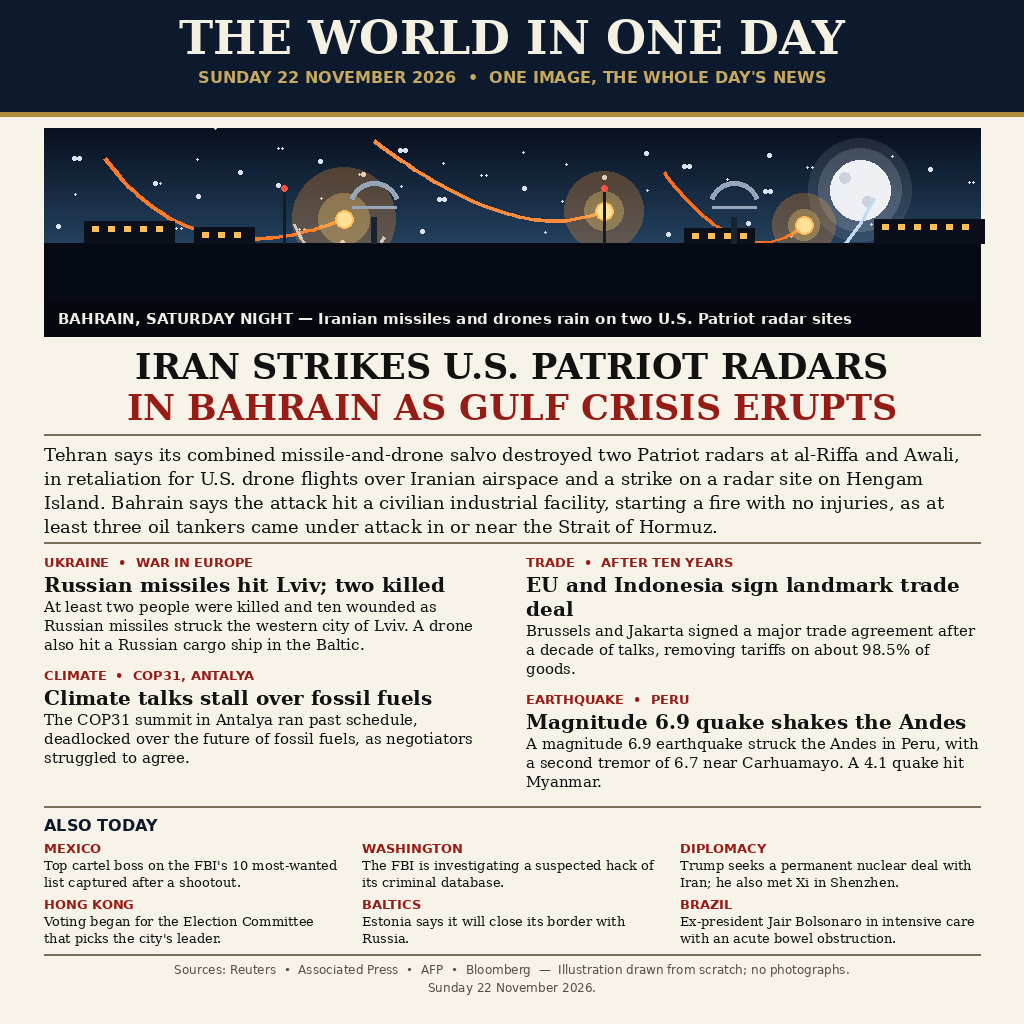 THE WORLD IN ONE DAY
SUNDAY 22 NOVEMBER 2026 • ONE IMAGE, THE WHOLE DAY'S NEWS
BAHRAIN, SATURDAY NIGHT — Iranian missiles and drones rain on two U.S. Patriot radar sites
IRAN STRIKES U.S. PATRIOT RADARS
IN BAHRAIN AS GULF CRISIS ERUPTS
Tehran says its combined missile-and-drone salvo destroyed two Patriot radars at al-Riffa and Awali,
in retaliation for U.S. drone flights over Iranian airspace and a strike on a radar site on Hengam
Island. Bahrain says the attack hit a civilian industrial facility, starting a fire with no injuries, as at
least three oil tankers came under attack in or near the Strait of Hormuz.
UKRAINE • WAR IN EUROPE
Russian missiles hit Lviv; two killed
At least two people were killed and ten wounded as
Russian missiles struck the western city of Lviv. A drone
also hit a Russian cargo ship in the Baltic.
CLIMATE • COP31, ANTALYA
Climate talks stall over fossil fuels
The COP31 summit in Antalya ran past schedule,
deadlocked over the future of fossil fuels, as negotiators
struggled to agree.
TRADE • AFTER TEN YEARS
EU and Indonesia sign landmark trade
deal
Brussels and Jakarta signed a major trade agreement after
a decade of talks, removing tariffs on about 98.5% of
goods.
EARTHQUAKE • PERU
Magnitude 6.9 quake shakes the Andes
A magnitude 6.9 earthquake struck the Andes in Peru, with
a second tremor of 6.7 near Carhuamayo. A 4.1 quake hit
Myanmar.
ALSO TODAY
MEXICO
Top cartel boss on the FBI's 10 most-wanted
list captured after a shootout.
WASHINGTON
The FBI is investigating a suspected hack of
its criminal database.
DIPLOMACY
Trump seeks a permanent nuclear deal with
Iran; he also met Xi in Shenzhen.
HONG KONG
Voting began for the Election Committee
that picks the city's leader.
BALTICS
Estonia says it will close its border with
Russia.
BRAZIL
Ex-president Jair Bolsonaro in intensive care
with an acute bowel obstruction.
Sources: Reuters • Associated Press • AFP • Bloomberg — Illustration drawn from scratch; no photographs.
Sunday 22 November 2026.